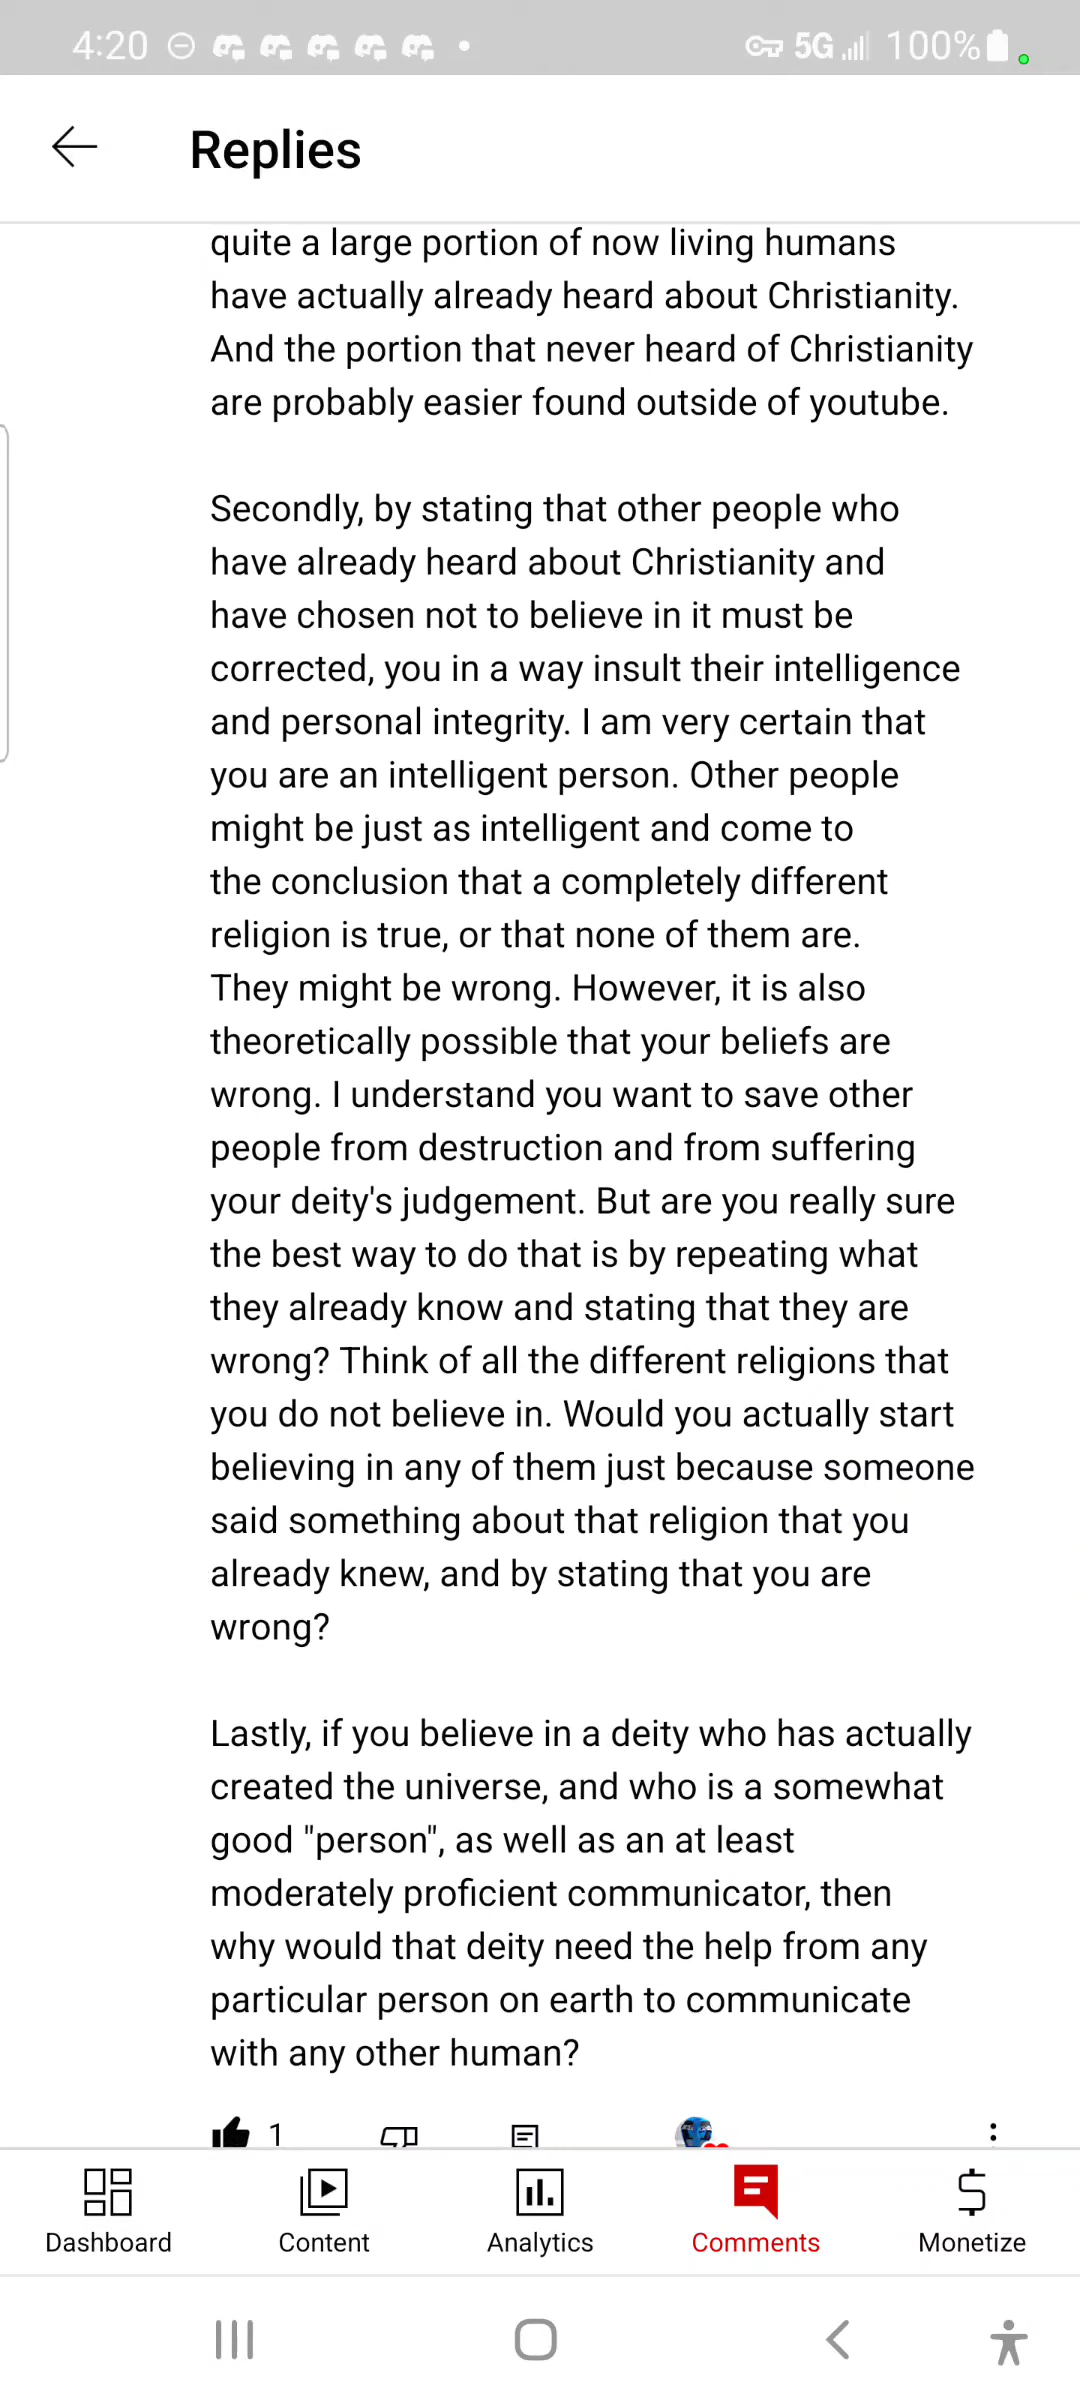 4:20
5G 100%
Replies
quite a large portion of now living humans
have actually already heard about Christianity.
And the portion that never heard of Christianity
are probably easier found outside of youtube.
Secondly, by stating that other people who
have already heard about Christianity and
have chosen not to believe in it must be
corrected, you in a way insult their intelligence
and personal integrity. I am very certain that
you are an intelligent person. Other people
might be just as intelligent and come to
the conclusion that a completely different
religion is true, or that none of them are.
They might be wrong. However, it is also
theoretically possible that your beliefs are
wrong. I understand you want to save other
people from destruction and from suffering
your deity's judgement. But are you really sure
the best way to do that is by repeating what
they already know and stating that they are
wrong? Think of all the different religions that
you do not believe in. Would you actually start
believing in any of them just because someone
said something about that religion that you
already knew, and by stating that you are
wrong?
Lastly, if you believe in a deity who has actually
created the universe, and who is a somewhat
good "person", as well as an at least
moderately proficient communicator, then
why would that deity need the help from any
particular person on earth to communicate
with any other human?
1
Dashboard Content Analytics Comments Monetize